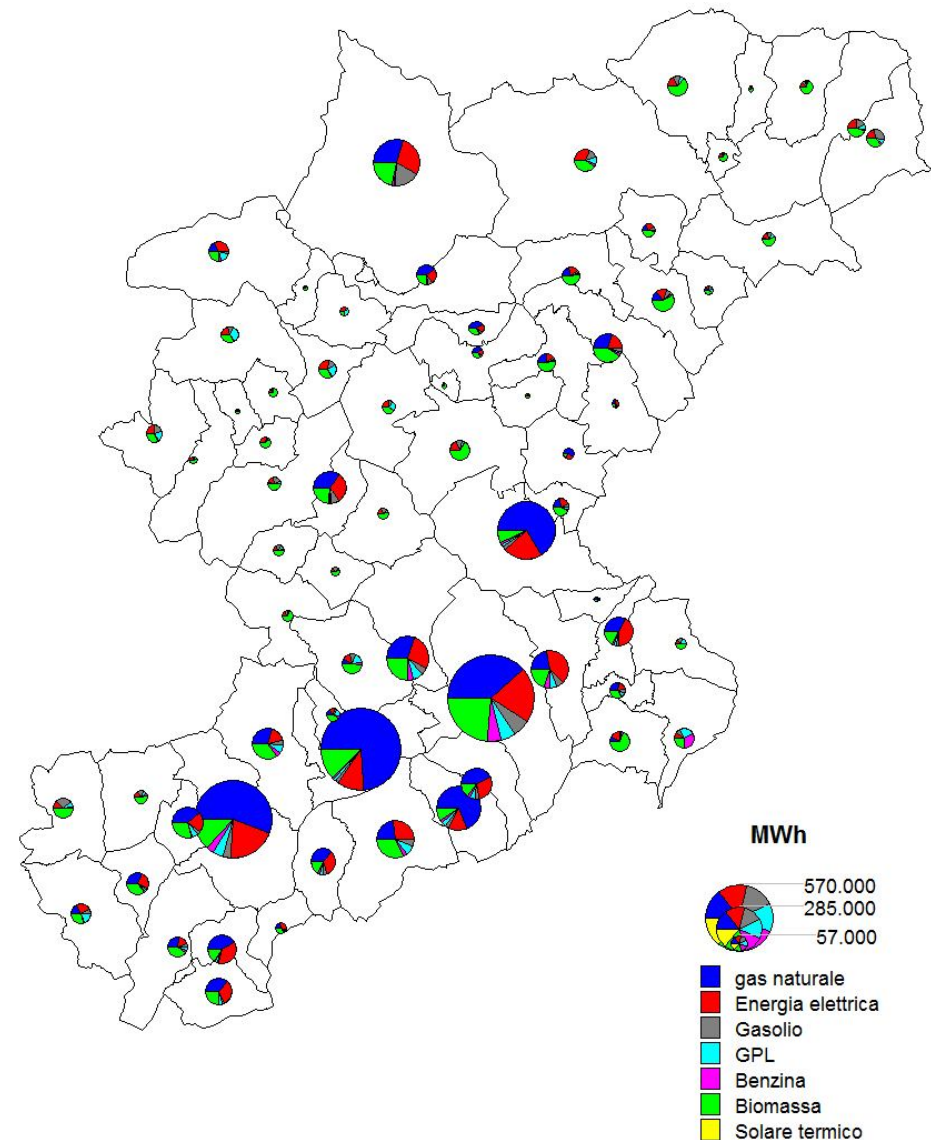 MWh
570.000
285.000
57.000
gas naturale
Energia elettrica
Gasolio
GPL
Benzina
Biomassa
Solare termico